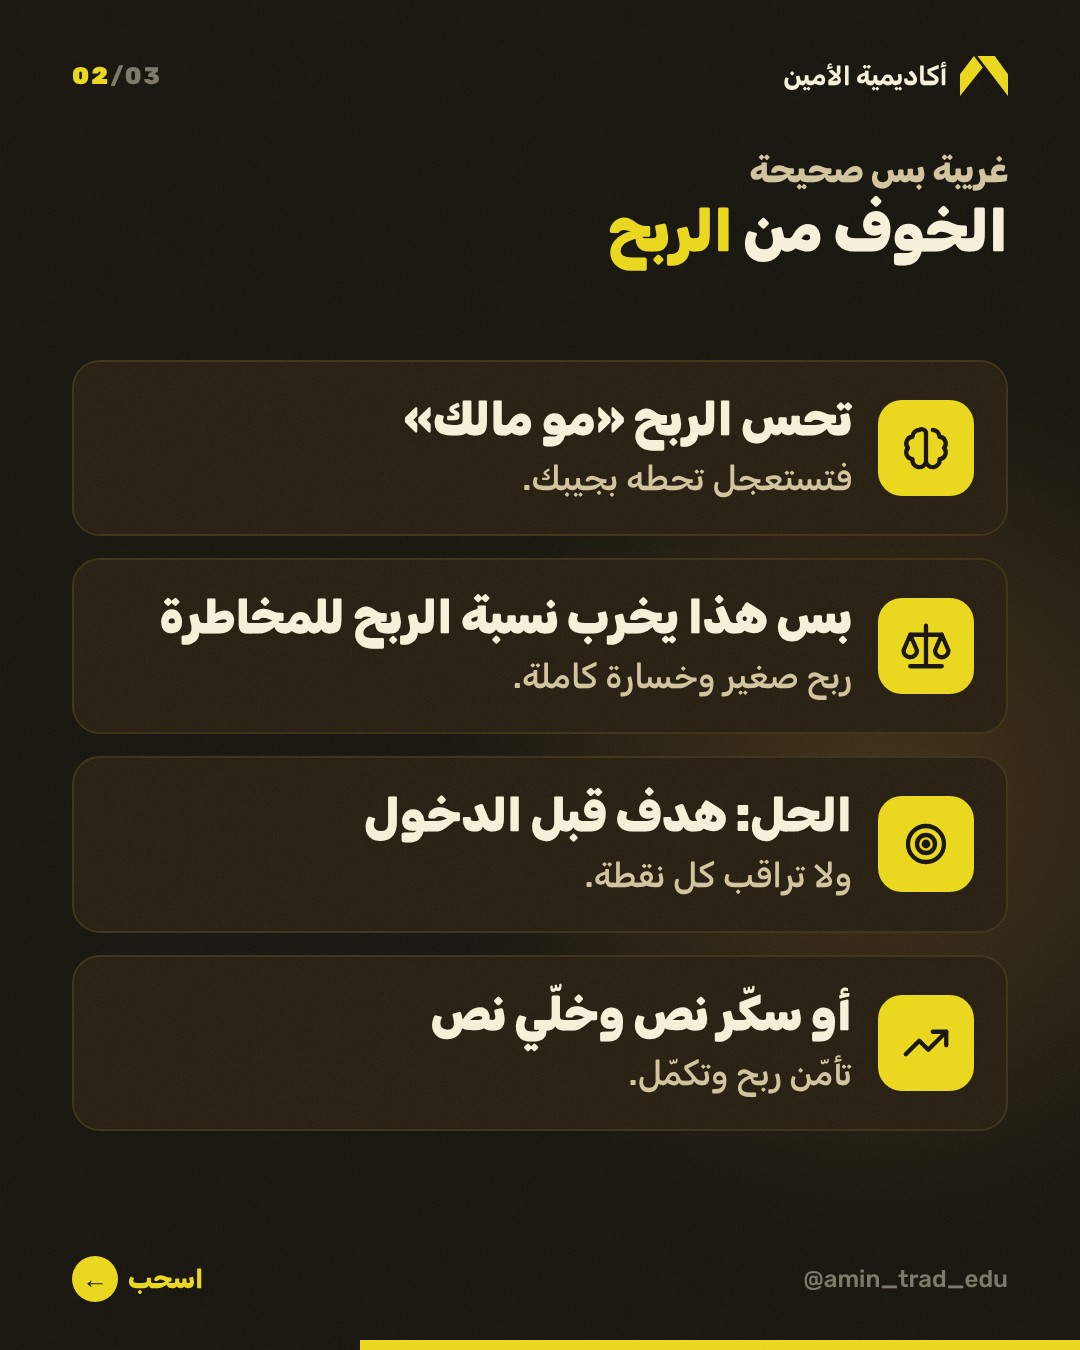 أكاديمية الأمين
02/03
غريبة بس صحيحة
الخوف من الربح
تحس الربح «مو مالك»
فتستعجل تحطه بجيبك.
بس هذا يخرب نسبة الربح للمخاطرة
ربح صغير وخسارة كاملة.
الحل: هدف قبل الدخول
ولا تراقب كل نقطة.
أو سكّر نص وخلّي نص
تأمّن ربح وتكمّل.
@amin_trad_edu
اسحب ←